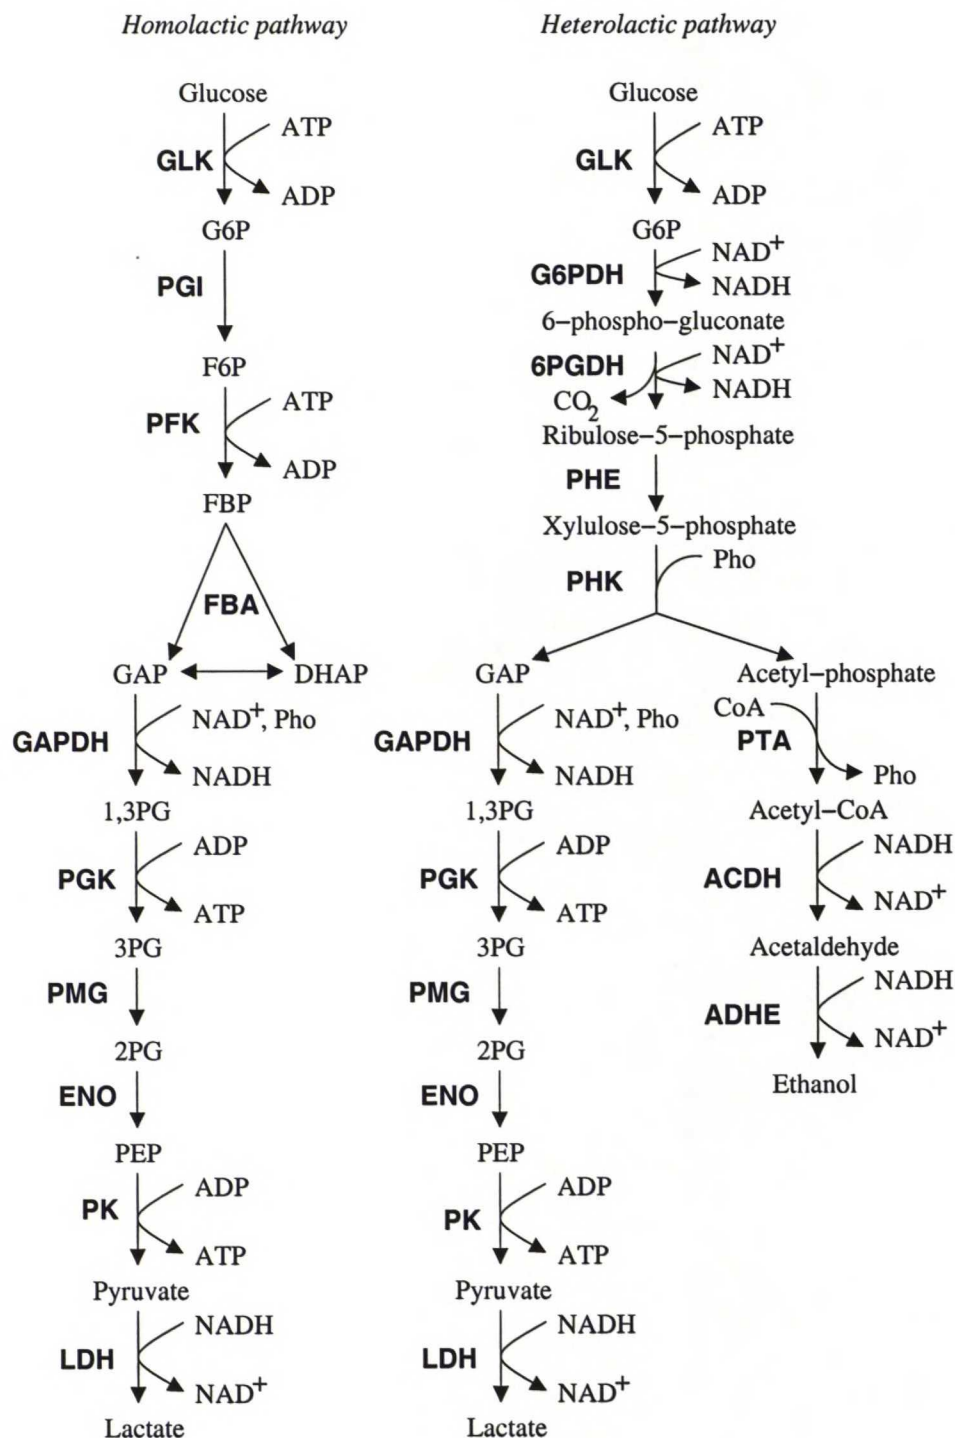 Homolactic pathway
Glucose
ATP
GLK
ADP
G6P
PGI
F6P
ATP
PFK
ADP
FBP
FBA
GAP
DHAP
NAD+, Pho
GAPDH
NADH
1,3PG
ADP
PGK
ATP
3PG
PMG
2PG
ENO
PEP
ADP
PK
ATP
Pyruvate
NADH
LDH
NAD+
Lactate
Heterolactic pathway
Glucose
ATP
GLK
ADP
G6P
NAD+
G6PDH
NADH
6–phospho–gluconate
NAD+
6PGDH
NADH
CO2
Ribulose–5–phosphate
PHE
Xylulose–5–phosphate
Pho
PHK
GAP
NAD+, Pho
GAPDH
NADH
1,3PG
ADP
PGK
ATP
3PG
PMG
2PG
ENO
PEP
ADP
PK
ATP
Pyruvate
NADH
LDH
NAD+
Lactate
Acetyl–phosphate
CoA
PTA
Pho
Acetyl–CoA
NADH
ACDH
NAD+
Acetaldehyde
NADH
ADHE
NAD+
Ethanol